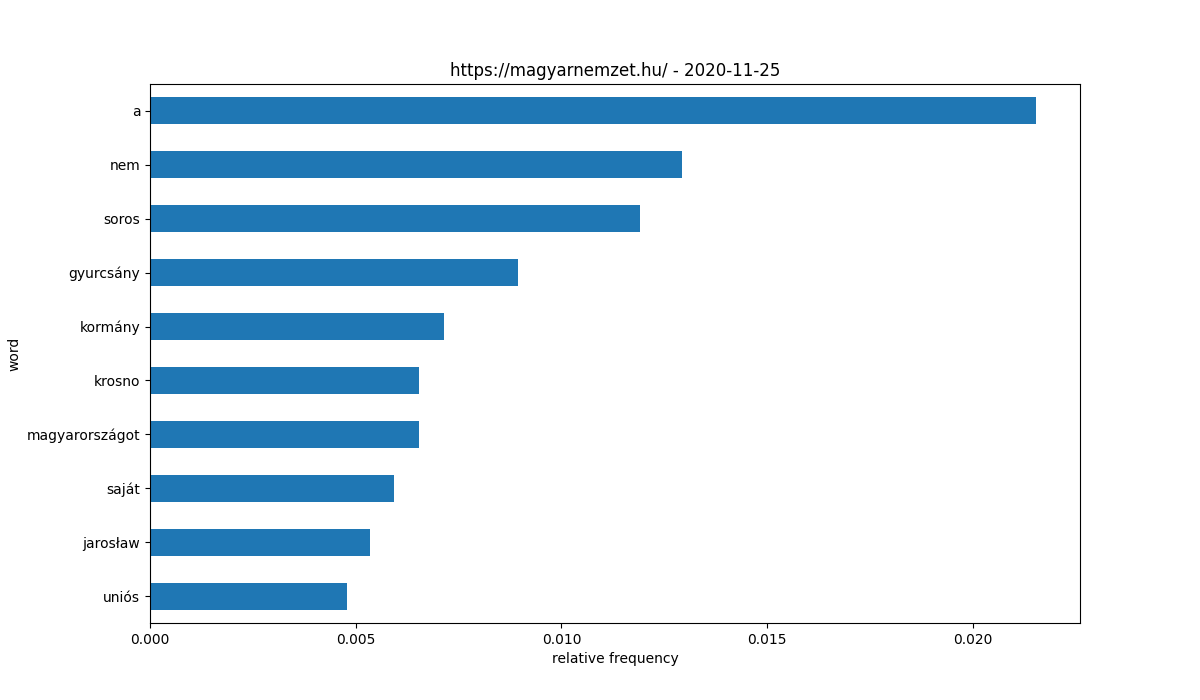 https://magyarnemzet.hu/ - 2020-11-25
word
a
nem
soros
gyurcsány
kormány
krosno
magyarországot
saját
jarosław
uniós
0.000 0.005 0.010 0.015 0.020
relative frequency